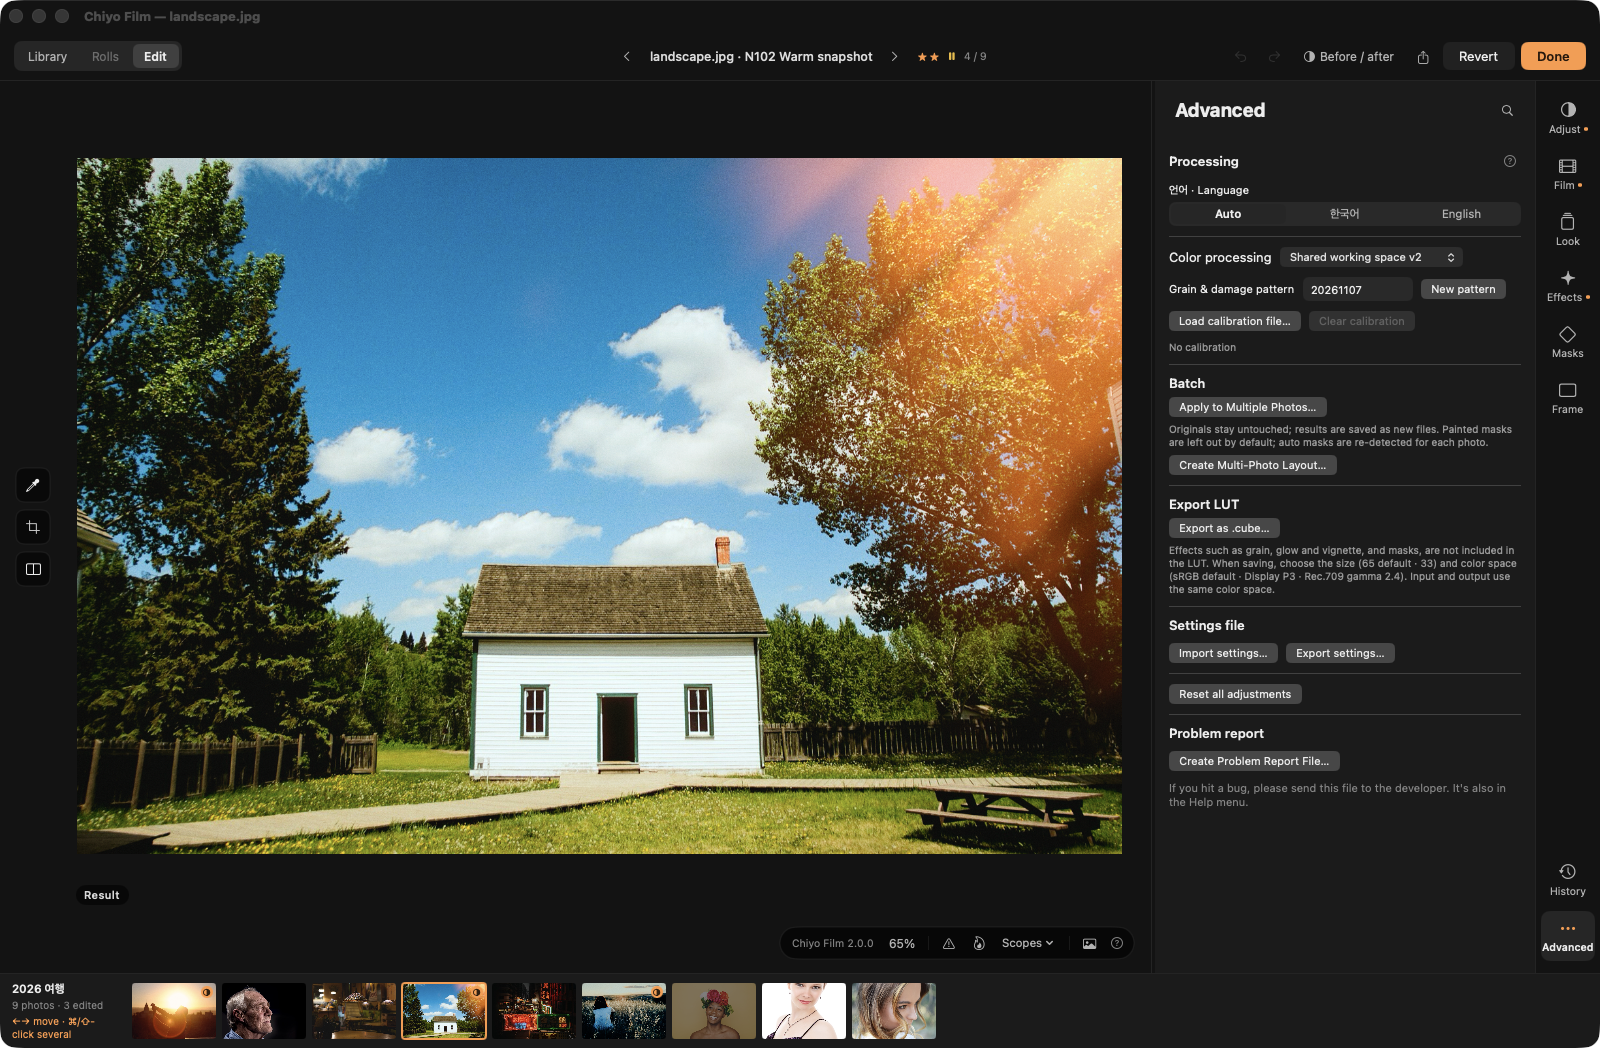 Chiyo Film — landscape.jpg
Library
Rolls
Edit
landscape.jpg · N102 Warm snapshot
4 / 9
Before / after
Revert
Done
Advanced
Processing
언어 · Language
Auto
한국어
English
Color processing
Shared working space v2
Grain & damage pattern
20261107
New pattern
Load calibration file...
Clear calibration
No calibration
Batch
Apply to Multiple Photos...
Originals stay untouched; results are saved as new files. Painted masks
are left out by default; auto masks are re-detected for each photo.
Create Multi-Photo Layout...
Export LUT
Export as .cube...
Effects such as grain, glow and vignette, and masks, are not included in
the LUT. When saving, choose the size (65 default · 33) and color space
(sRGB default · Display P3 · Rec.709 gamma 2.4). Input and output use
the same color space.
Settings file
Import settings...
Export settings...
Reset all adjustments
Problem report
Create Problem Report File...
If you hit a bug, please send this file to the developer. It's also in
the Help menu.
Adjust
Film
Look
Effects
Masks
Frame
History
Advanced
Result
Chiyo Film 2.0.0
65%
Scopes
2026 여행
9 photos · 3 edited
←→ move · ⌘/⇧-
click several